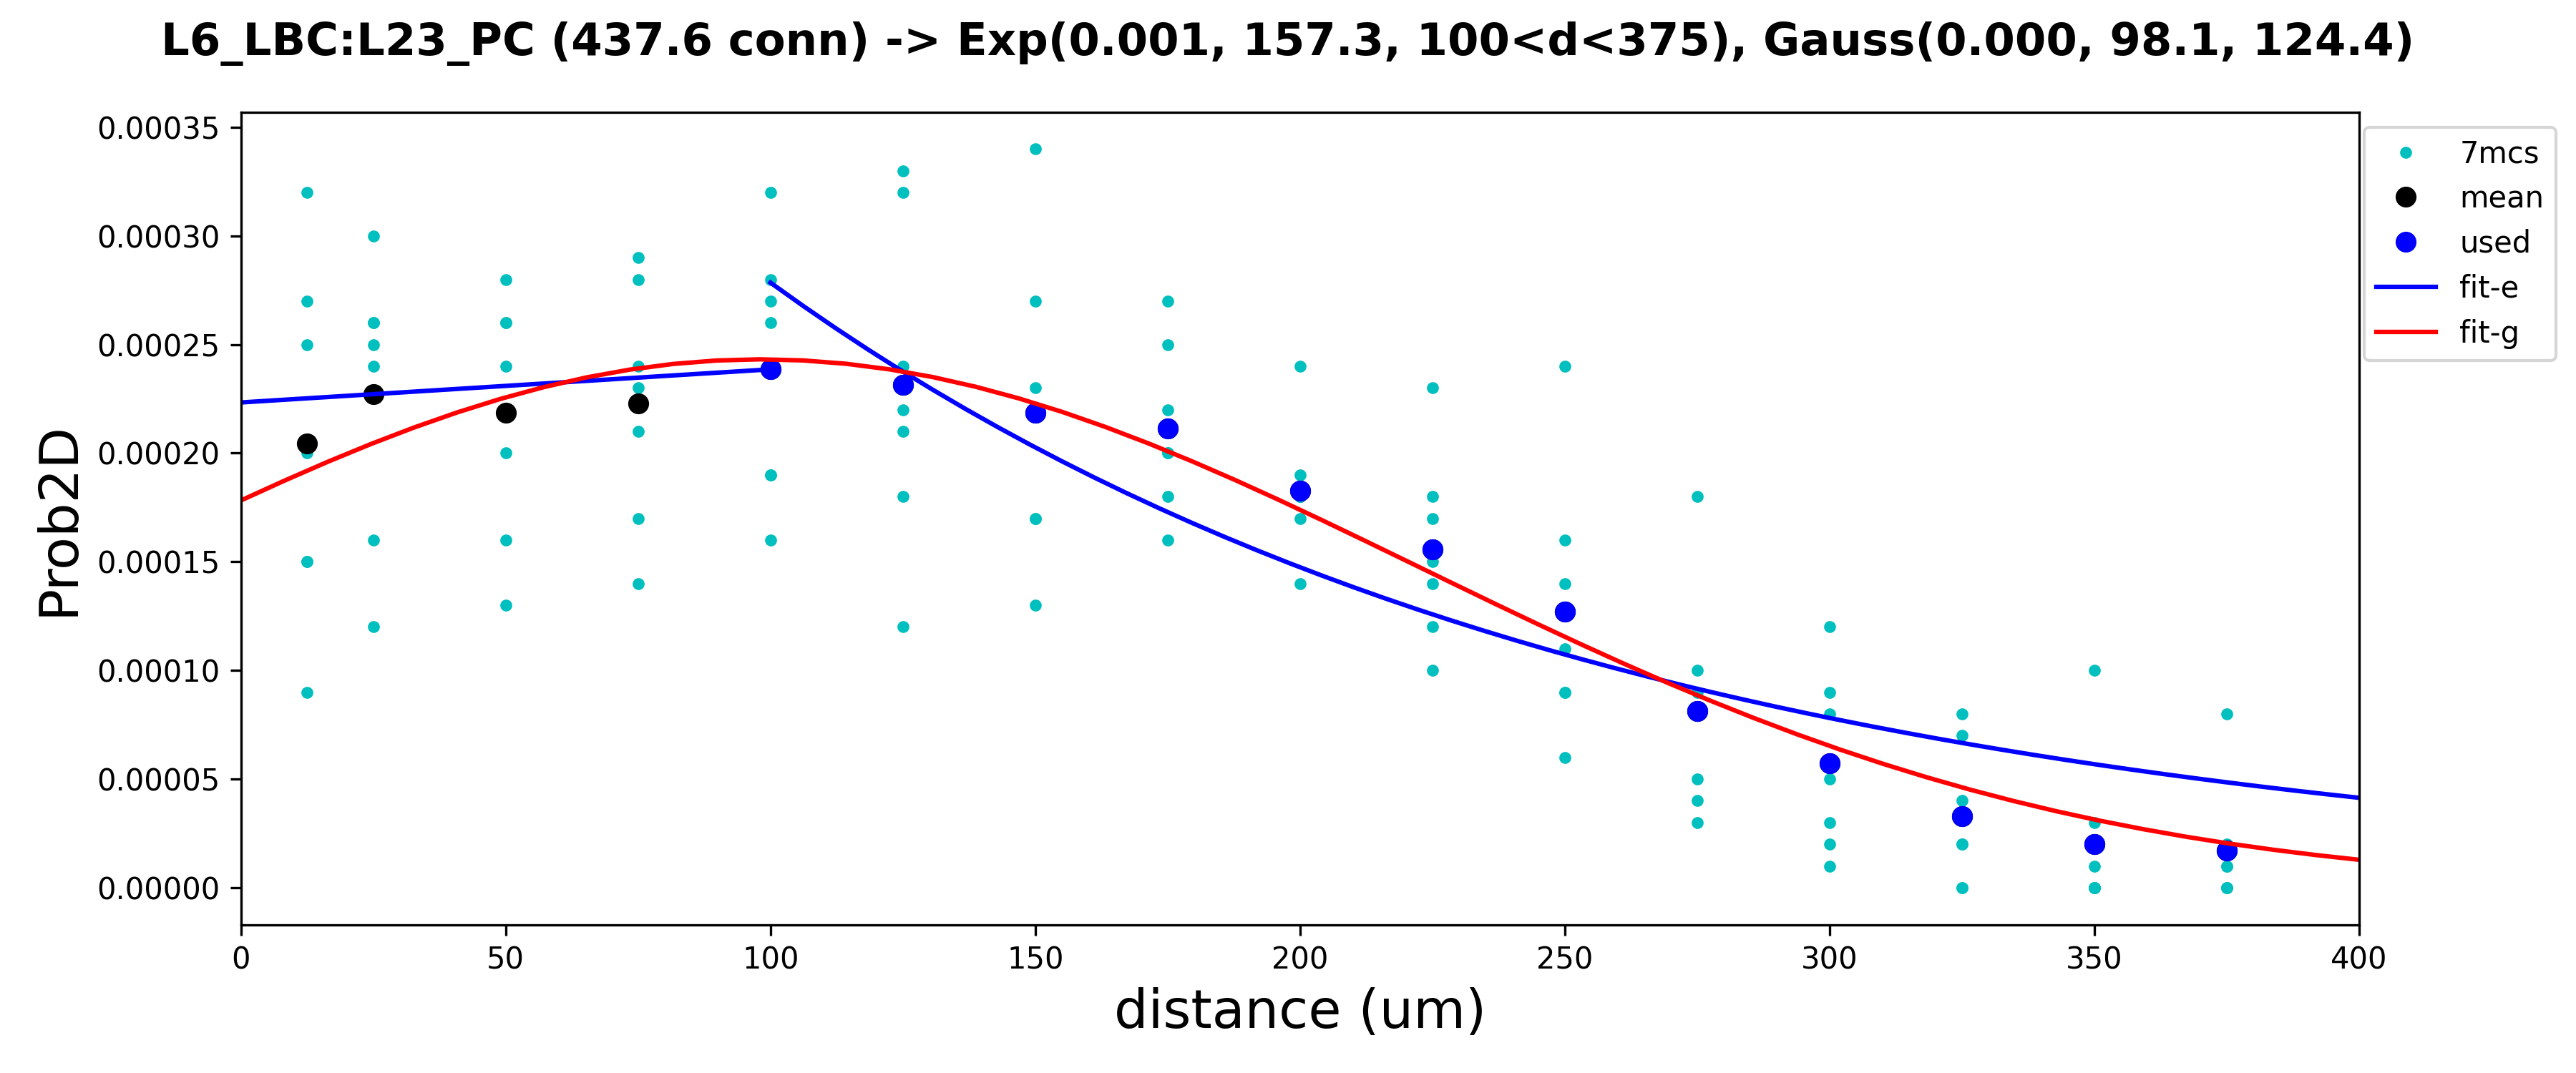 L6_LBC:L23_PC (437.6 conn) -> Exp(0.001, 157.3, 100<d<375), Gauss(0.000, 98.1, 124.4)
0.00035
0.00030
0.00025
0.00020
0.00015
0.00010
0.00005
0.00000
Prob2D
0 50 100 150 200 250 300 350 400
distance (um)
7mcs
mean
used
fit-e
fit-g